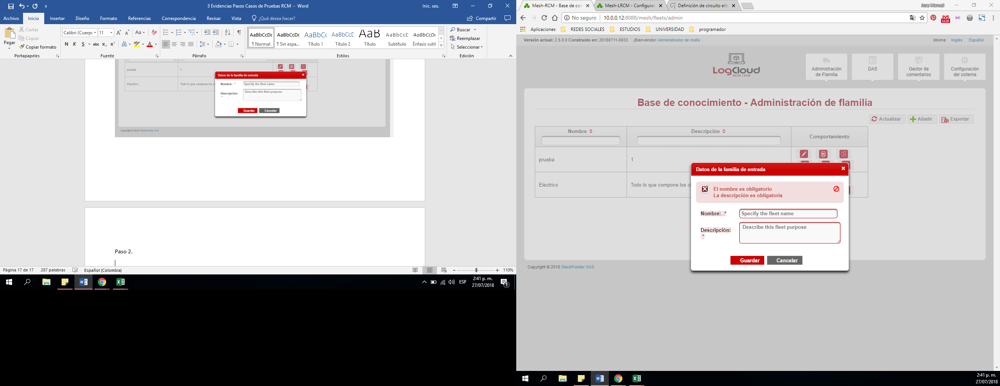 3 Evidencias Pasos Casos de Pruebas RCM - Word
Inic. ses.
Archivo Inicio Insertar Diseño Formato Referencias Correspondencia Revisar Vista ¿Qué desea hacer? Compartir
Pegar
Cortar
Copiar
Copiar formato
Portapapeles
Calibri (Cuerpo 11
Fuente
Párrafo
AaBbCcDc AaBbCcDc AaBbCc AaBbCcD AaB AaBbCcD AaBbCcDc
¶ Normal ¶ Sin espa... Título 1 Título 2 Título Subtítulo Énfasis sutil
Estilos
Buscar
Reemplazar
Seleccionar
Edición
prueba 1
Electrico Todo lo que compone los ci
Datos de la familia de entrada
Nombre: * Specify the fleet name
Descripción: * Describe this fleet purpose
Guardar Cancelar
Copyright © 2018 StackPointer SAS
Paso 2.
Página 17 de 17 287 palabras Español (Colombia) 110%
ESP 2:41 p. m.
27/07/2018
1
Mesh-RCM - Base de con Mesh-LRCM - Configurac Definición de circuito elé
Jose Manuel
No seguro 10.0.0.12:8088/mesh/fleets/admin
5228
Aplicaciones REDES SOCIALES ESTUDIOS UNIVERSIDAD programador
Versión actual: 2.5.0.0 Construido en: 20180711-0833 ¡Bienvenido! Administrador de malla
Idioma: Inglés Español
LogCloud
MESH LRCM
Administración de Flamilia
DAS
Gestor de comentarios
Configuración del sistema
Base de conocimiento - Administración de flamilia
Actualizar Añadir Exportar
Nombre Descripción Comportamiento
prueba 1
Electrico Todo lo que compone los ci
Datos de la familia de entrada
El nombre es obligatorio
La descripción es obligatoria
Nombre: * Specify the fleet name
Descripción: * Describe this fleet purpose
Guardar Cancelar
Copyright © 2018 StackPointer SAS
2:41 p. m.
27/07/2018